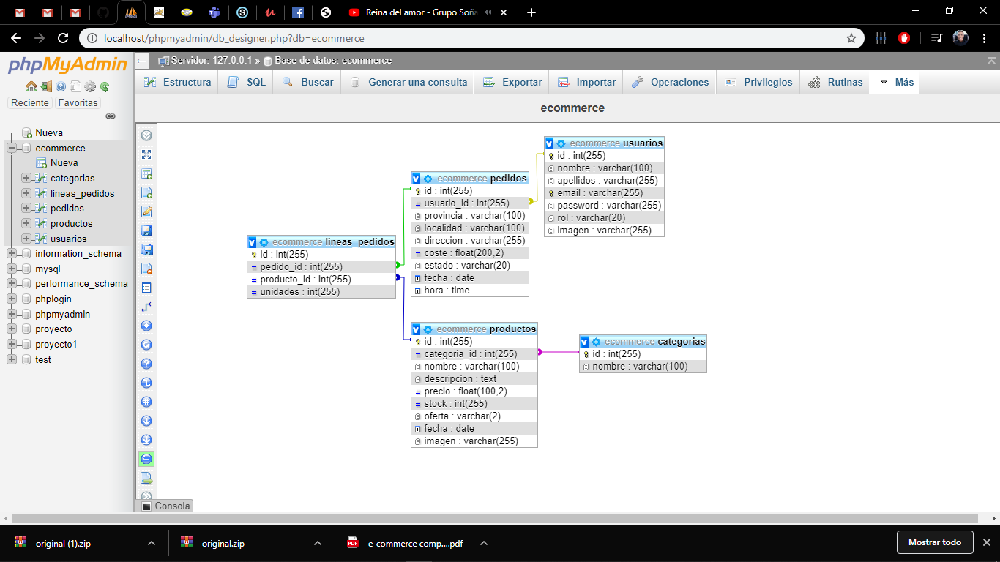 Reina del amor - Grupo Soña
localhost/phpmyadmin/db_designer.php?db=ecommerce
phpMyAdmin
Reciente
Favoritas
Nueva
ecommerce
Nueva
categorias
lineas_pedidos
pedidos
productos
usuarios
information_schema
mysql
performance_schema
phplogin
phpmyadmin
proyecto
proyecto1
test
Servidor: 127.0.0.1 » Base de datos: ecommerce
Estructura
SQL
Buscar
Generar una consulta
Exportar
Importar
Operaciones
Privilegios
Rutinas
Más
ecommerce
ecommerce usuarios
id : int(255)
nombre : varchar(100)
apellidos : varchar(255)
email : varchar(255)
password : varchar(255)
rol : varchar(20)
imagen : varchar(255)
ecommerce pedidos
id : int(255)
usuario_id : int(255)
provincia : varchar(100)
localidad : varchar(100)
direccion : varchar(255)
coste : float(200,2)
estado : varchar(20)
fecha : date
hora : time
ecommerce lineas_pedidos
id : int(255)
pedido_id : int(255)
producto_id : int(255)
unidades : int(255)
ecommerce productos
id : int(255)
categoria_id : int(255)
nombre : varchar(100)
descripcion : text
precio : float(100,2)
stock : int(255)
oferta : varchar(2)
fecha : date
imagen : varchar(255)
ecommerce categorias
id : int(255)
nombre : varchar(100)
Consola
original (1).zip
original.zip
e-commerce comp....pdf
Mostrar todo